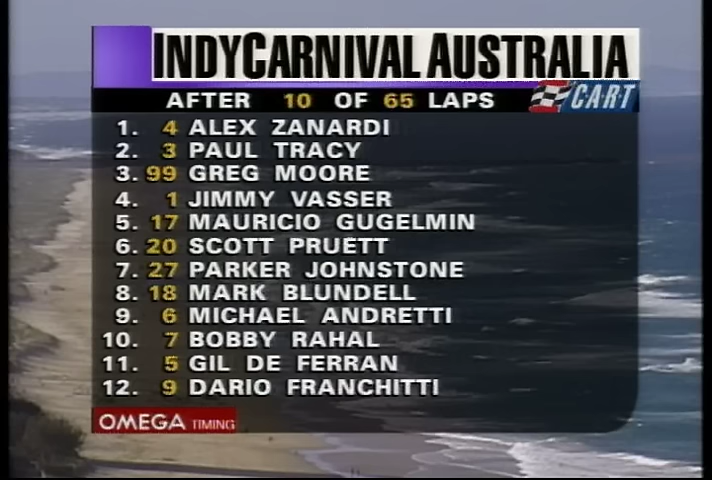 INDYCARNIVAL AUSTRALIA
AFTER 10 OF 65 LAPS CART
1. 4 ALEX ZANARDI
2. 3 PAUL TRACY
3. 99 GREG MOORE
4. 1 JIMMY VASSER
5. 17 MAURICIO GUGELMIN
6. 20 SCOTT PRUETT
7. 27 PARKER JOHNSTONE
8. 18 MARK BLUNDELL
9. 6 MICHAEL ANDRETTI
10. 7 BOBBY RAHAL
11. 5 GIL DE FERRAN
12. 9 DARIO FRANCHITTI
OMEGA TIMING